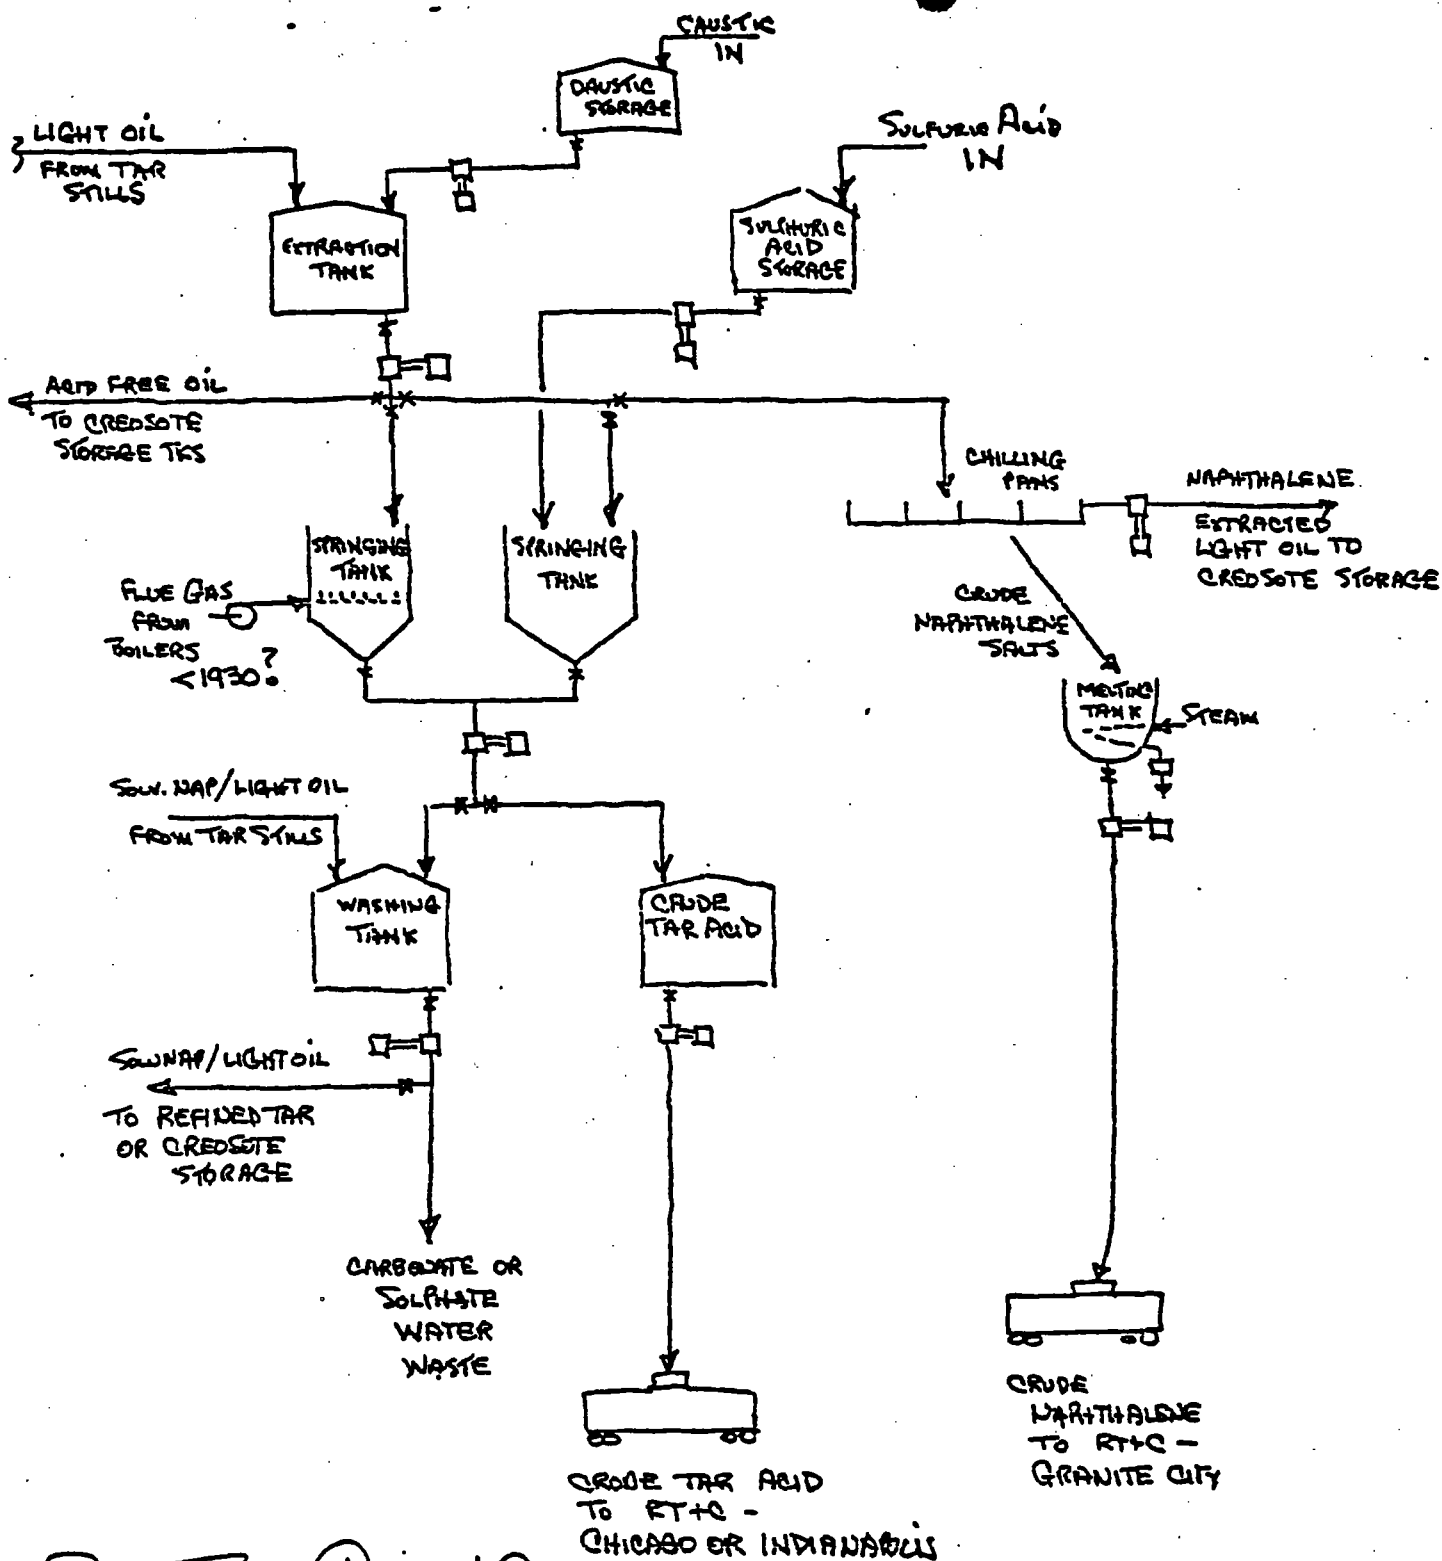 CAUSTIC
IN
DAUSTIC
STORAGE
LIGHT OIL
FROM TAR
STILLS
SULFURIC ACID
IN
EXTRACTION
TANK
SULPHURIC
ACID
STORAGE
ACID FREE OIL
TO CREOSOTE
STORAGE TKS
CHILLING
PANS
NAPHTHALENE
EXTRACTED
LIGHT OIL TO
CREOSOTE STORAGE
SPRINGING
TANK
SPRINGING
TANK
FLUE GAS
FROM
BOILERS
<1930?
CRUDE
NAPHTHALENE
SALTS
MELTING
TANK
STEAM
SOLV. NAP/LIGHT OIL
FROM TAR STILLS
WASHING
TANK
CRUDE
TAR ACID
SOLV NAP/LIGHT OIL
TO REFINED TAR
OR CREOSOTE
STORAGE
CARBONATE OR
SULPHATE
WATER
WASTE
CRUDE
NAPHTHALENE
TO RT+C -
GRANITE CITY
CRUDE TAR ACID
TO RT+C -
CHICAGO OR INDIANAPOLIS